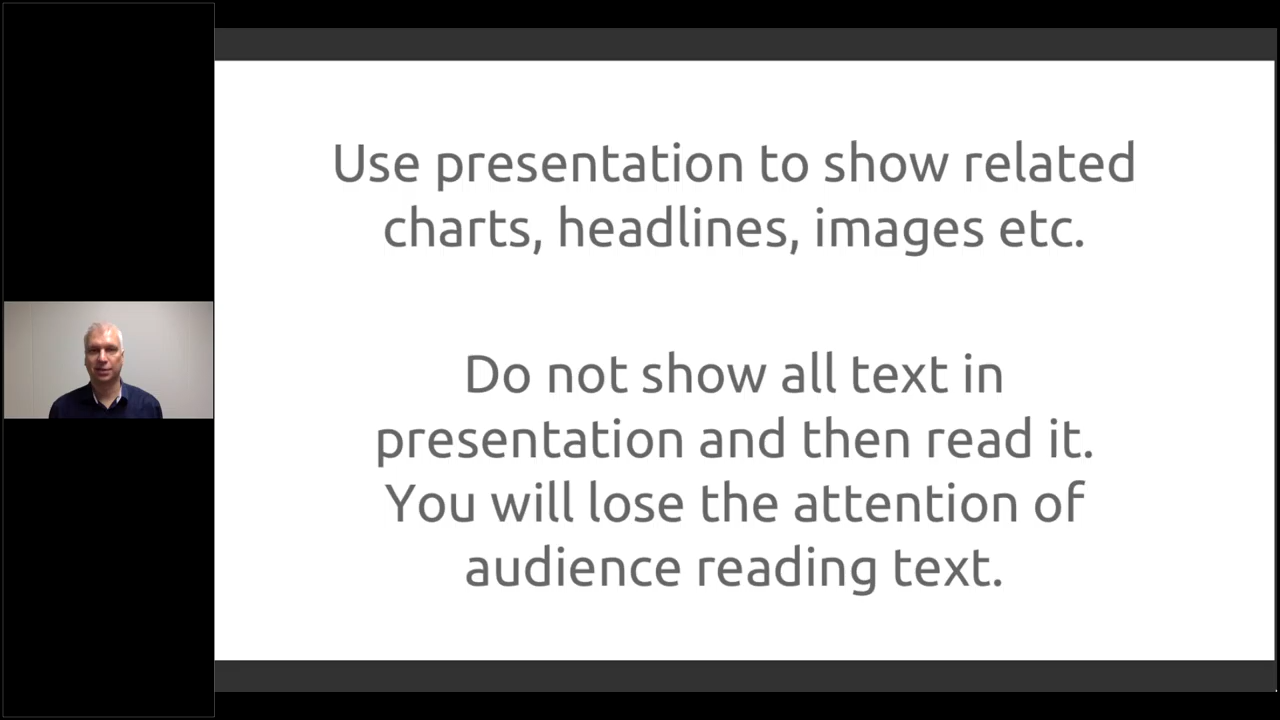 Use presentation to show related
charts, headlines, images etc.
Do not show all text in
presentation and then read it.
You will lose the attention of
audience reading text.